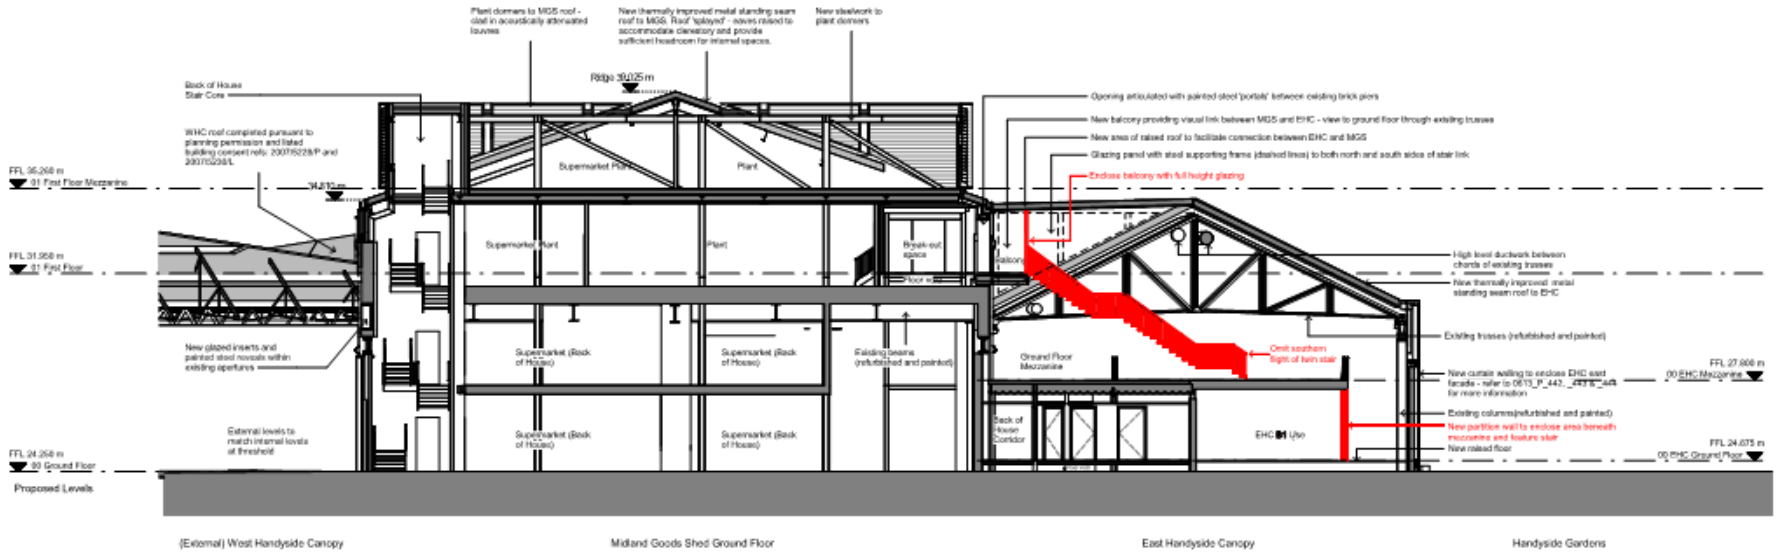 Plant dormers to MGS roof -
clad in acoustically attenuated
louvres
New thermally improved metal standing seam
roof to MGS. Roof 'splayed' - eaves raised to
accommodate clerestory and provide
sufficient headroom for internal spaces.
New steelwork to
plant dormers
Back of House
Stair Core
WHC roof completed pursuant to
planning permission and listed
building consent refs: 2007/5228/P and
2007/5230/L
FFL 35.260 m
01 First Floor Mezzanine
FFL 31.950 m
01 First Floor
New glazed inserts and
painted steel reveals within
existing apertures
External levels to
match internal levels
at threshold
FFL 24.250 m
00 Ground Floor
Proposed Levels
Supermarket Plant
Plant
Supermarket Plant
Plant
Break-out
space
Balcony
Supermarket (Back
of House)
Supermarket (Back
of House)
Existing beams
(refurbished and painted)
Supermarket (Back
of House)
Supermarket (Back
of House)
Ground Floor
Mezzanine
Back of
House
Corridor
EHC B1 Use
Opening articulated with painted steel 'portals' between existing brick piers
New balcony providing visual link between MGS and EHC - view to ground floor through existing trusses
New area of raised roof to facilitate connection between EHC and MGS
Glazing panel with steel supporting frame (dashed lines) to both north and south sides of stair link
Enclose balcony with full height glazing
High level ductwork between
chords of existing trusses
New thermally improved metal
standing seam roof to EHC
Existing trusses (refurbished and painted)
Omit southern
flight of twin stair
New curtain walling to enclose EHC east
facade - refer to 0613_P_442, _443 & _444
for more information
Existing columns(refurbished and painted)
New partition wall to enclose area beneath
mezzanine and feature stair
New raised floor
FFL 27.800 m
00 EHC Mezzanine
FFL 24.675 m
00 EHC Ground Floor
(External) West Handyside Canopy
Midland Goods Shed Ground Floor
East Handyside Canopy
Handyside Gardens